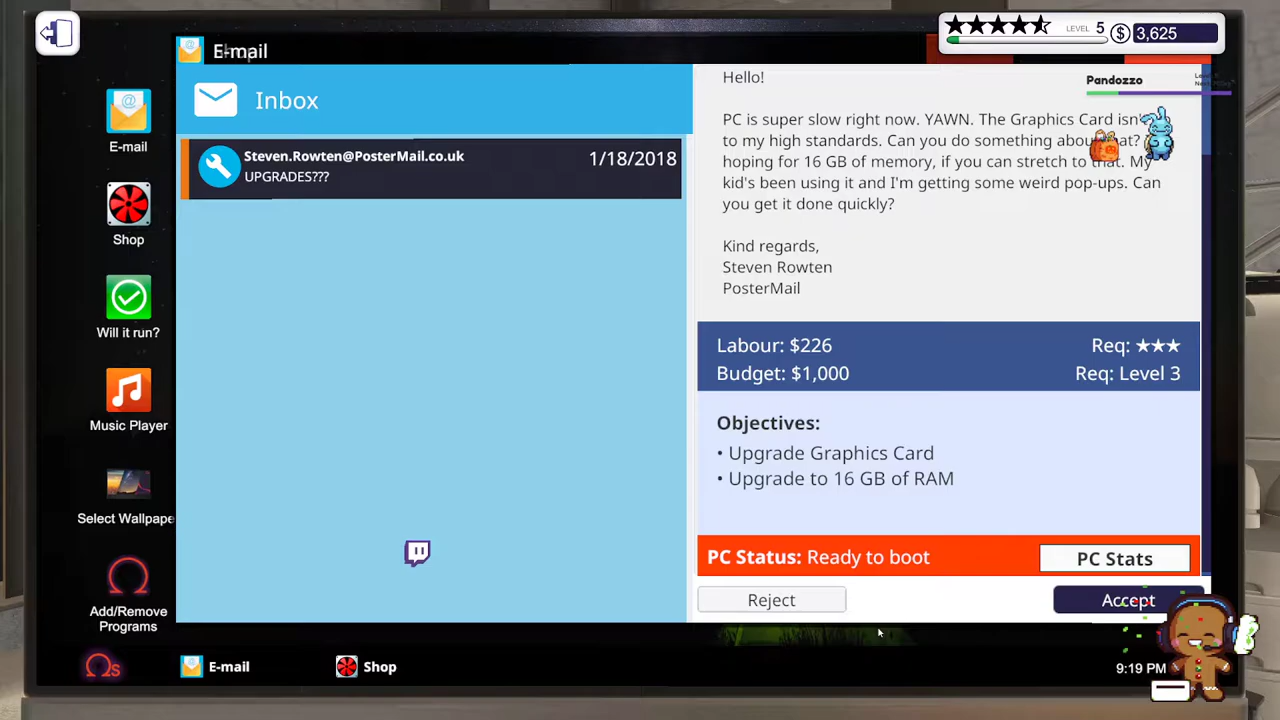 LEVEL 5
$ 3,625
E-mail
Inbox
Steven.Rowten@PosterMail.co.uk 1/18/2018
UPGRADES???
E-mail
Shop
Will it run?
Music Player
Select Wallpape
Add/Remove
Programs
Pandozzo
Hello!
PC is super slow right now. YAWN. The Graphics Card isn
to my high standards. Can you do something about that?
hoping for 16 GB of memory, if you can stretch to that. My
kid's been using it and I'm getting some weird pop-ups. Can
you get it done quickly?
Kind regards,
Steven Rowten
PosterMail
Labour: $226 Req: ★★★
Budget: $1,000 Req: Level 3
Objectives:
• Upgrade Graphics Card
• Upgrade to 16 GB of RAM
PC Status: Ready to boot PC Stats
Reject Accept
E-mail Shop 9:19 PM